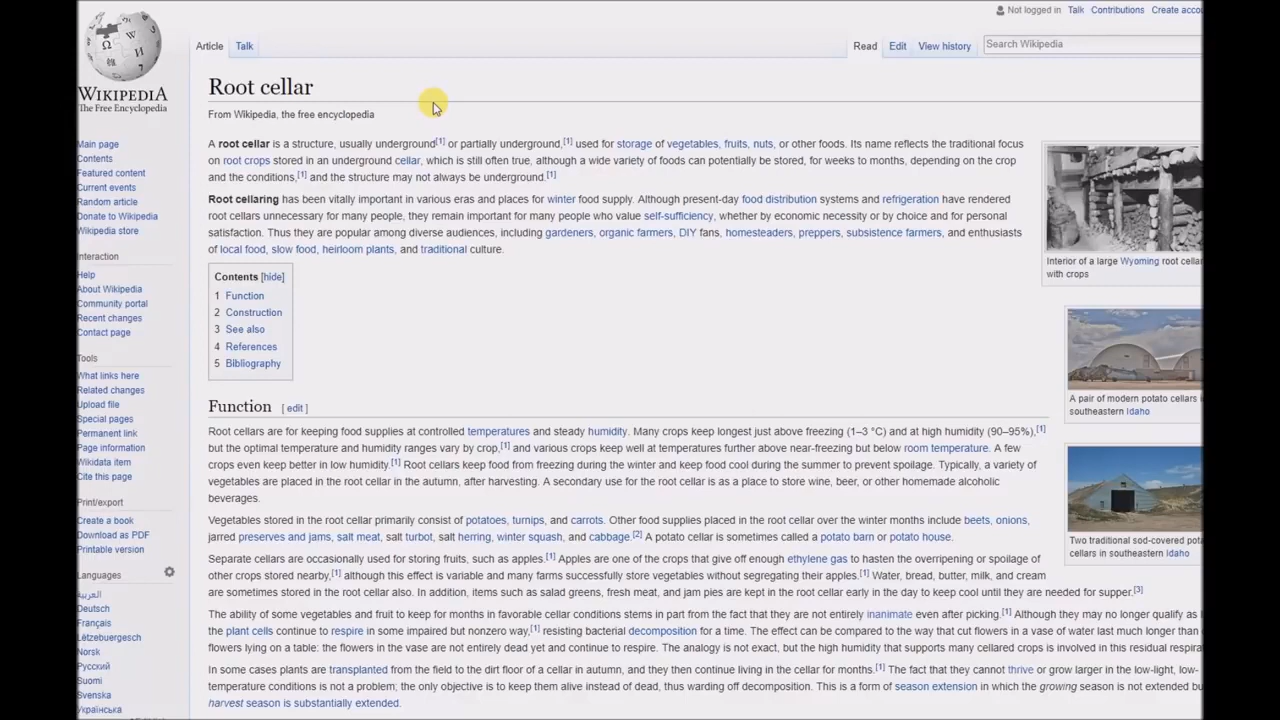 Not logged in Talk Contributions Create
Article Talk Read Edit View history Search Wikipedia
WIKIPEDIA
The Free Encyclopedia
Main page
Contents
Featured content
Current events
Random article
Donate to Wikipedia
Wikipedia store
Interaction
Help
About Wikipedia
Community portal
Recent changes
Contact page
Tools
What links here
Related changes
Upload file
Special pages
Permanent link
Page information
Wikidata item
Cite this page
Print/export
Create a book
Download as PDF
Printable version
Languages
العربية
Deutsch
Français
Lëtzebuergesch
Norsk
Русский
Suomi
Svenska
Українська
Root cellar
From Wikipedia, the free encyclopedia
A root cellar is a structure, usually underground[1] or partially underground,[1] used for storage of vegetables, fruits, nuts, or other foods. Its name reflects the traditional focus
on root crops stored in an underground cellar, which is still often true, although a wide variety of foods can potentially be stored, for weeks to months, depending on the crop
and the conditions,[1] and the structure may not always be underground.[1]
Root cellaring has been vitally important in various eras and places for winter food supply. Although present-day food distribution systems and refrigeration have rendered
root cellars unnecessary for many people, they remain important for many people who value self-sufficiency, whether by economic necessity or by choice and for personal
satisfaction. Thus they are popular among diverse audiences, including gardeners, organic farmers, DIY fans, homesteaders, preppers, subsistence farmers, and enthusiasts
of local food, slow food, heirloom plants, and traditional culture.
Contents [hide]
1 Function
2 Construction
3 See also
4 References
5 Bibliography
Interior of a large Wyoming root cellar
with crops
A pair of modern potato cellars
southeastern Idaho
Two traditional sod-covered
cellars in southeastern Idaho
Function [ edit ]
Root cellars are for keeping food supplies at controlled temperatures and steady humidity. Many crops keep longest just above freezing (1–3 °C) and at high humidity (90–95%),[1]
but the optimal temperature and humidity ranges vary by crop,[1] and various crops keep well at temperatures further above near-freezing but below room temperature. A few
crops even keep better in low humidity.[1] Root cellars keep food from freezing during the winter and keep food cool during the summer to prevent spoilage. Typically, a variety of
vegetables are placed in the root cellar in the autumn, after harvesting. A secondary use for the root cellar is as a place to store wine, beer, or other homemade alcoholic
beverages.
Vegetables stored in the root cellar primarily consist of potatoes, turnips, and carrots. Other food supplies placed in the root cellar over the winter months include beets, onions,
jarred preserves and jams, salt meat, salt turbot, salt herring, winter squash, and cabbage.[2] A potato cellar is sometimes called a potato barn or potato house.
Separate cellars are occasionally used for storing fruits, such as apples.[1] Apples are one of the crops that give off enough ethylene gas to hasten the overripening or spoilage of
other crops stored nearby,[1] although this effect is variable and many farms successfully store vegetables without segregating their apples.[1] Water, bread, butter, milk, and cream
are sometimes stored in the root cellar also. In addition, items such as salad greens, fresh meat, and jam pies are kept in the root cellar early in the day to keep cool until they are needed for supper.[3]
The ability of some vegetables and fruit to keep for months in favorable cellar conditions stems in part from the fact that they are not entirely inanimate even after picking.[1] Although they may no longer qualify as
the plant cells continue to respire in some impaired but nonzero way,[1] resisting bacterial decomposition for a time. The effect can be compared to the way that cut flowers in a vase of water last much longer than
flowers lying on a table: the flowers in the vase are not entirely dead yet and continue to respire. The analogy is not exact, but the high humidity that supports many cellared crops is involved in this residual
In some cases plants are transplanted from the field to the dirt floor of a cellar in autumn, and they then continue living in the cellar for months.[1] The fact that they cannot thrive or grow larger in the low-light, low-
temperature conditions is not a problem; the only objective is to keep them alive instead of dead, thus warding off decomposition. This is a form of season extension in which the growing season is not extended
harvest season is substantially extended.